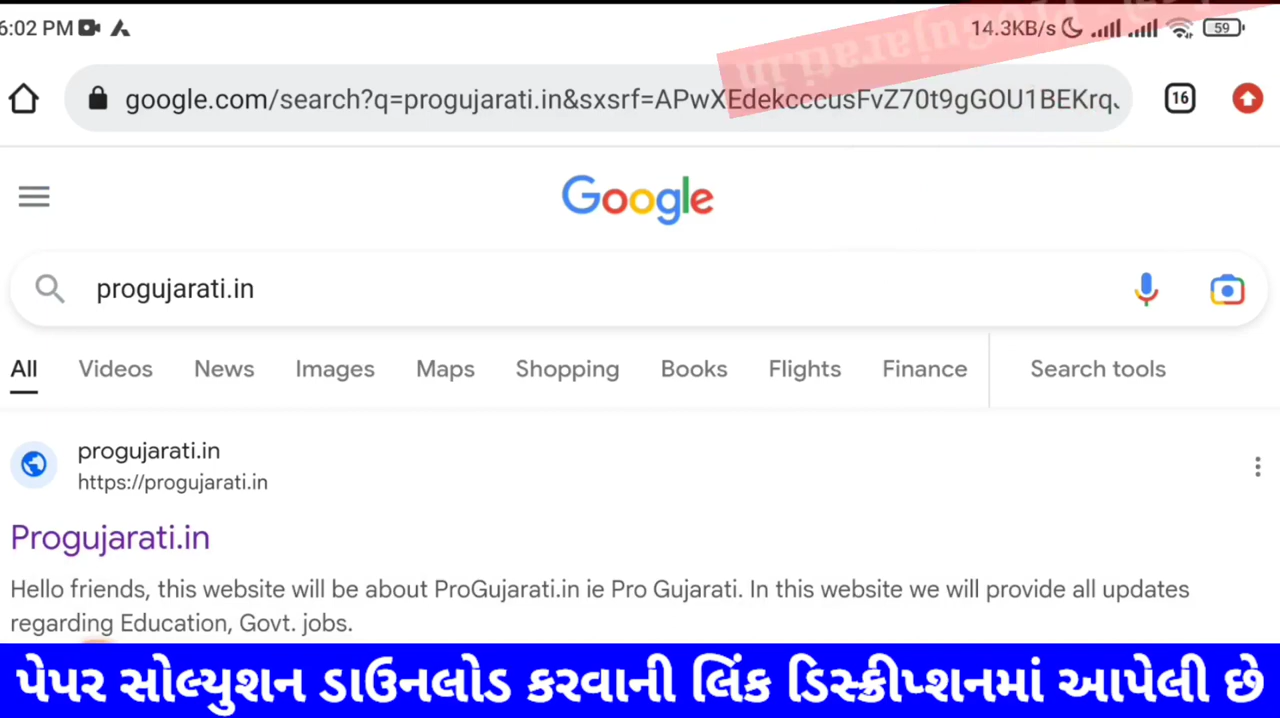 6:02 PM
14.3KB/s
59
google.com/search?q=progujarati.in&sxsrf=APwXEdekcccusFvZ70t9gGOU1BEKrq
16
Google
progujarati.in
All Videos News Images Maps Shopping Books Flights Finance Search tools
progujarati.in
https://progujarati.in
Progujarati.in
Hello friends, this website will be about ProGujarati.in ie Pro Gujarati. In this website we will provide all updates
regarding Education, Govt. jobs.
પેપર સોલ્યુશન ડાઉનલોડ કરવાની લિંક ડિસ્ક્રીપ્શનમાં આપેલી છે